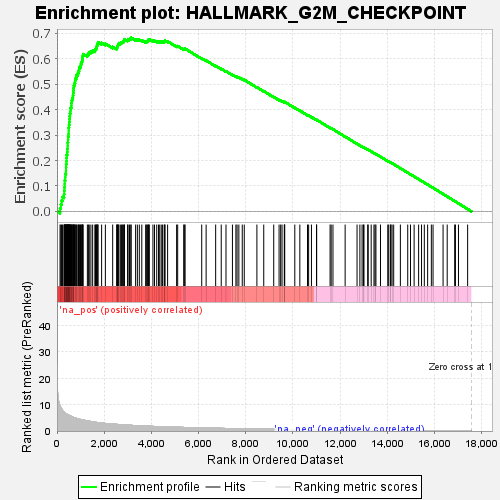 Enrichment plot: HALLMARK_G2M_CHECKPOINT
Enrichment score (ES)
0.7
0.6
0.5
0.4
0.3
0.2
0.1
0.0
'na_pos' (positively correlated)
Ranked list metric (PreRanked)
40
30
20
10
0
Zero cross at 1
'na_neg' (negatively correlated)
0 2,000 4,000 6,000 8,000 10,000 12,000 14,000 16,000 18,000
Rank in Ordered Dataset
Enrichment profile Hits Ranking metric scores